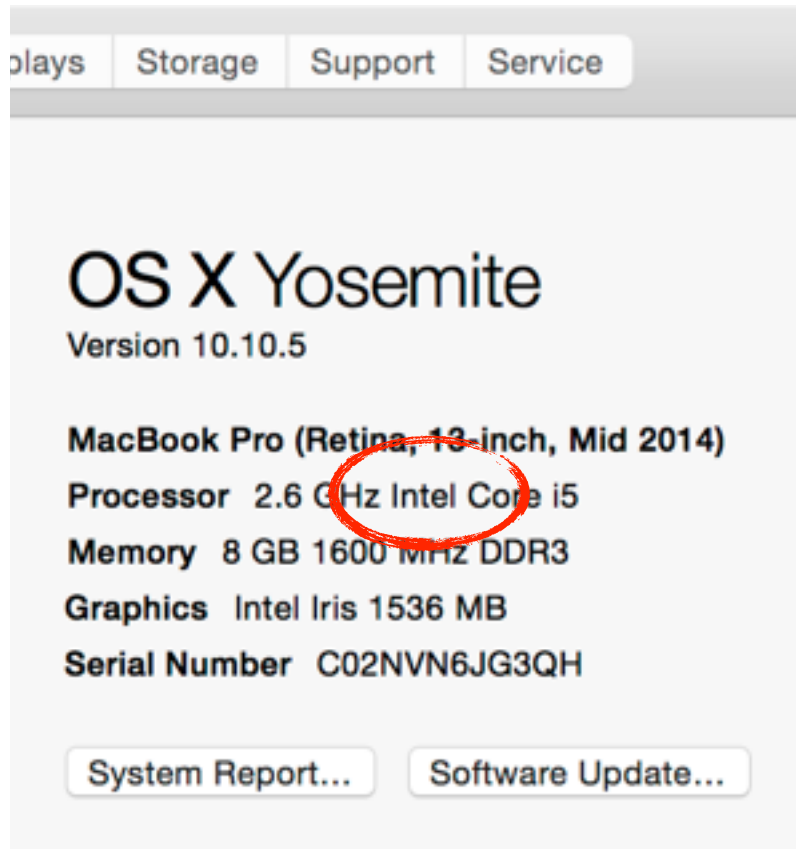 plays Storage Support Service
OS X Yosemite
Version 10.10.5
MacBook Pro (Retina, 13-inch, Mid 2014)
Processor 2.6 GHz Intel Core i5
Memory 8 GB 1600 MHz DDR3
Graphics Intel Iris 1536 MB
Serial Number C02NVN6JG3QH
System Report...
Software Update...